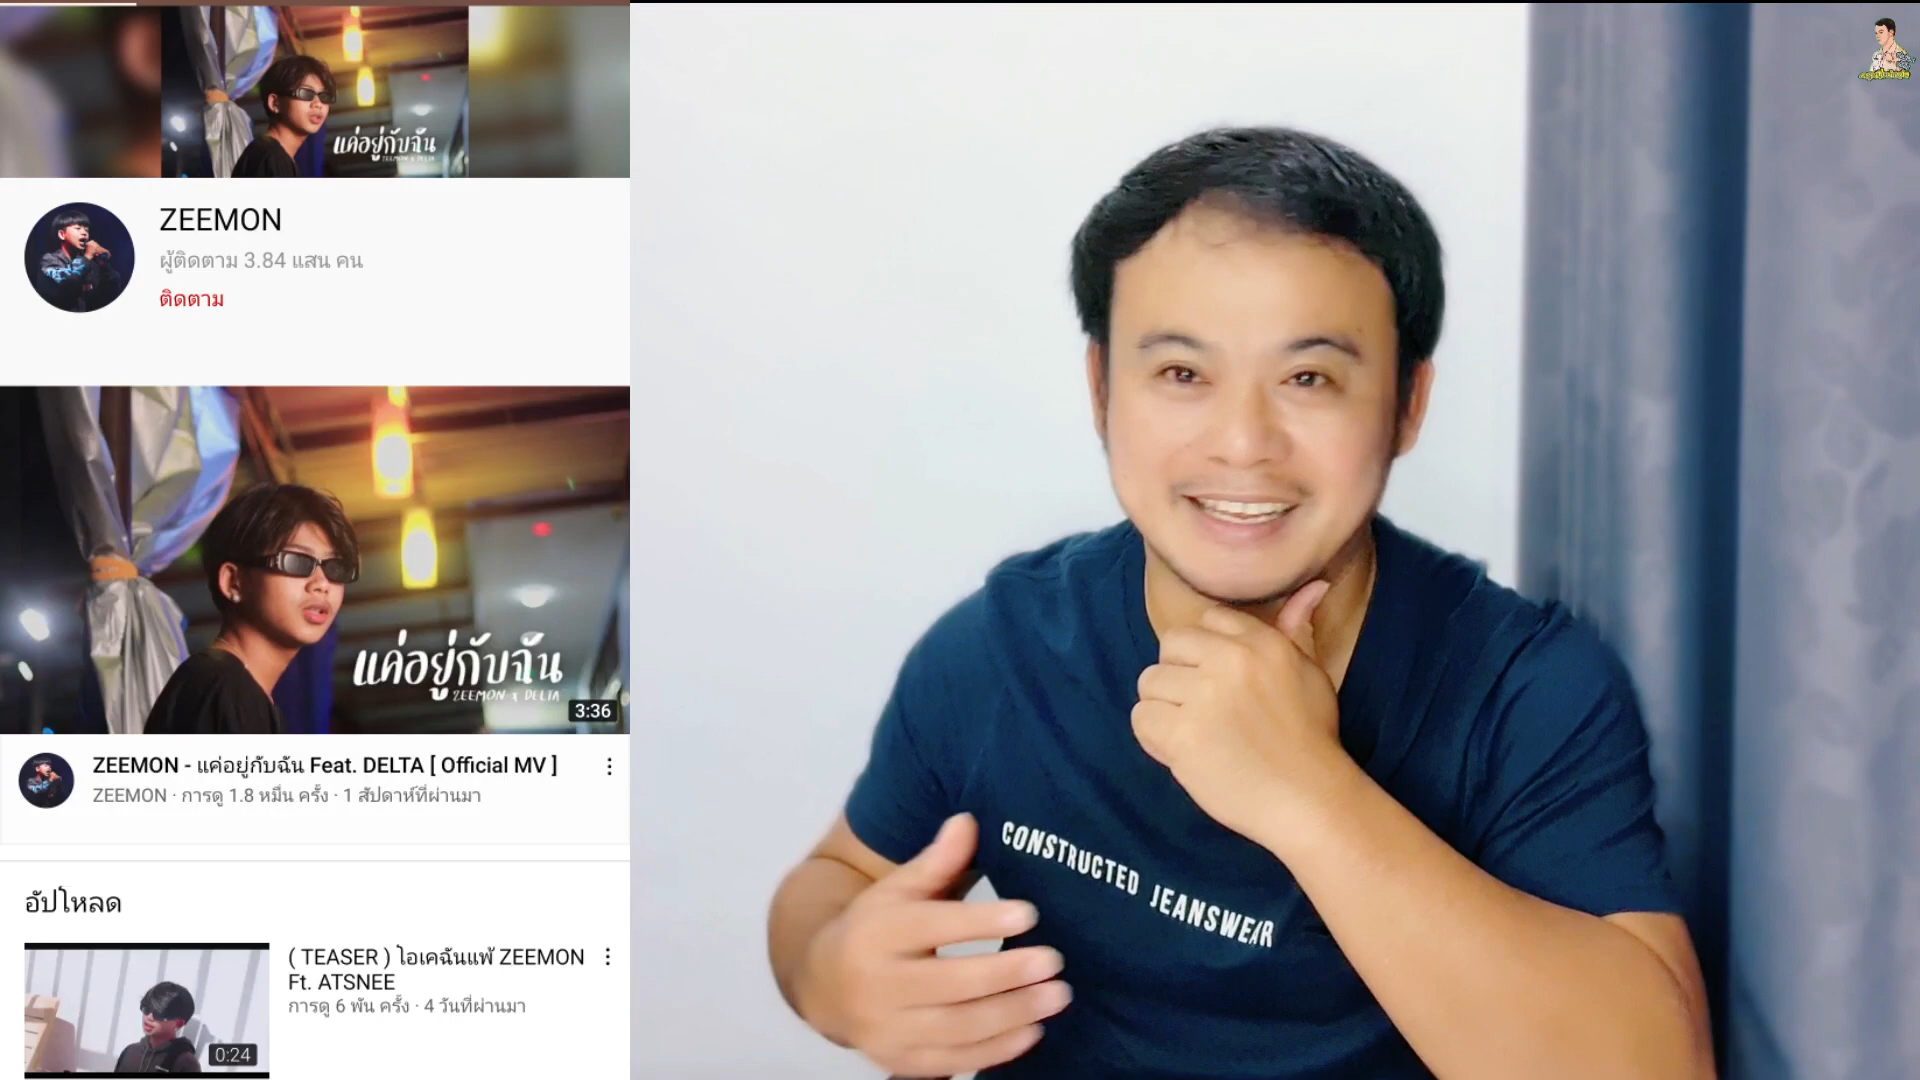 แค่อยู่กับฉัน
ZEEMON x DELTA
ZEEMON
ผู้ติดตาม 3.84 แสน คน
ติดตาม
แค่อยู่กับฉัน
ZEEMON x DELTA
3:36
ZEEMON - แค่อยู่กับฉัน Feat. DELTA [ Official MV ]
ZEEMON · การดู 1.8 หมื่น ครั้ง · 1 สัปดาห์ที่ผ่านมา
อัปโหลด
( TEASER ) โอเคฉันแพ้ ZEEMON
Ft. ATSNEE
การดู 6 พัน ครั้ง · 4 วันที่ผ่านมา
0:24
CONSTRUCTED JEANSWEAR